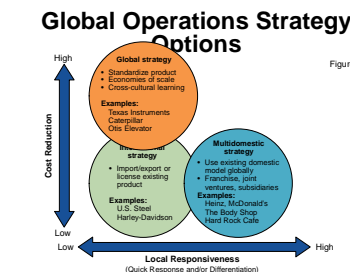 Global Operations Strategy
Options
High
Figur
Global strategy
• Standardize product
• Economies of scale
• Cross-cultural learning
Examples:
Texas Instruments
Caterpillar
Otis Elevator
Cost Reduction
strategy
• Import/export or
license existing
product
Examples:
U.S. Steel
Harley-Davidson
Multidomestic
strategy
• Use existing domestic
model globally
• Franchise, joint
ventures, subsidiaries
Examples:
Heinz, McDonald's
The Body Shop
Hard Rock Cafe
Low
Low
High
Local Responsiveness
(Quick Response and/or Differentiation)